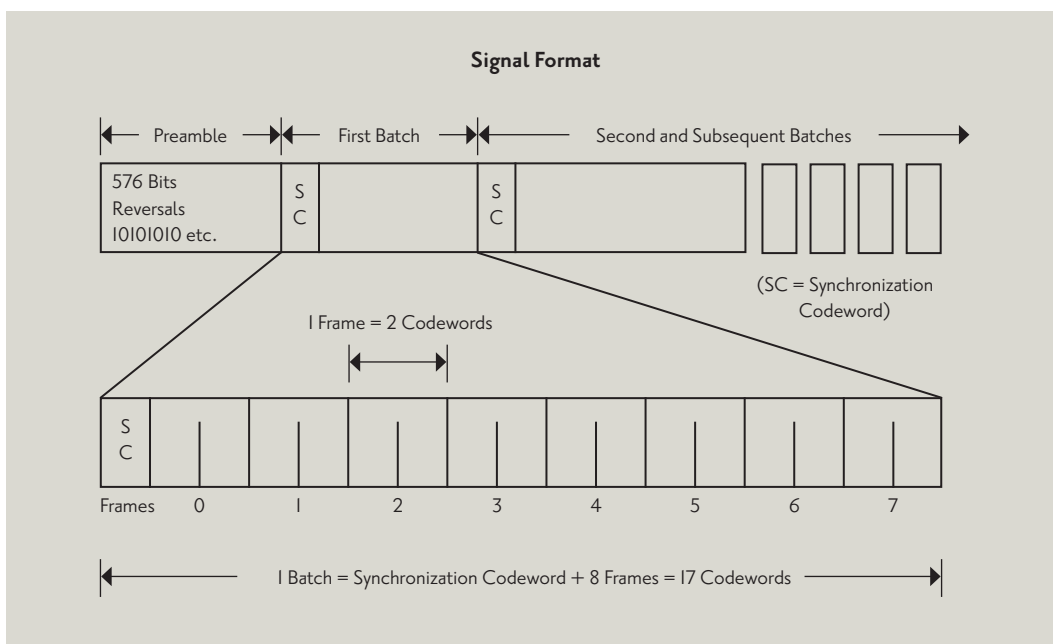 Signal Format
Preamble
First Batch
Second and Subsequent Batches
576 Bits
Reversals
10101010 etc.
S
C
S
C
(SC = Synchronization
Codeword)
1 Frame = 2 Codewords
S
C
Frames 0 1 2 3 4 5 6 7
1 Batch = Synchronization Codeword + 8 Frames = 17 Codewords